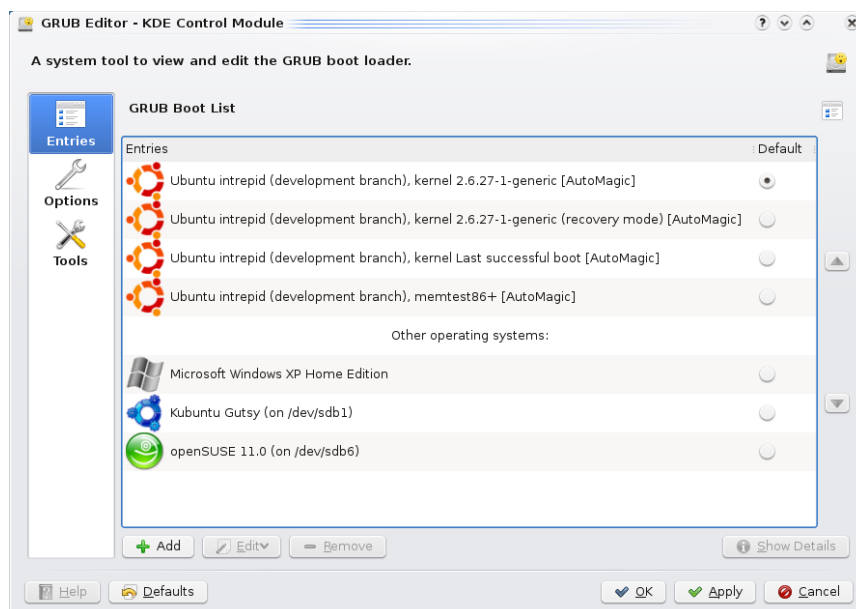 GRUB Editor - KDE Control Module
A system tool to view and edit the GRUB boot loader.
Entries
Options
Tools
GRUB Boot List
Entries Default
Ubuntu intrepid (development branch), kernel 2.6.27-1-generic [AutoMagic]
Ubuntu intrepid (development branch), kernel 2.6.27-1-generic (recovery mode) [AutoMagic]
Ubuntu intrepid (development branch), kernel Last successful boot [AutoMagic]
Ubuntu intrepid (development branch), memtest86+ [AutoMagic]
Other operating systems:
Microsoft Windows XP Home Edition
Kubuntu Gutsy (on /dev/sdb1)
openSUSE 11.0 (on /dev/sdb6)
Add Edit Remove Show Details
Help Defaults OK Apply Cancel